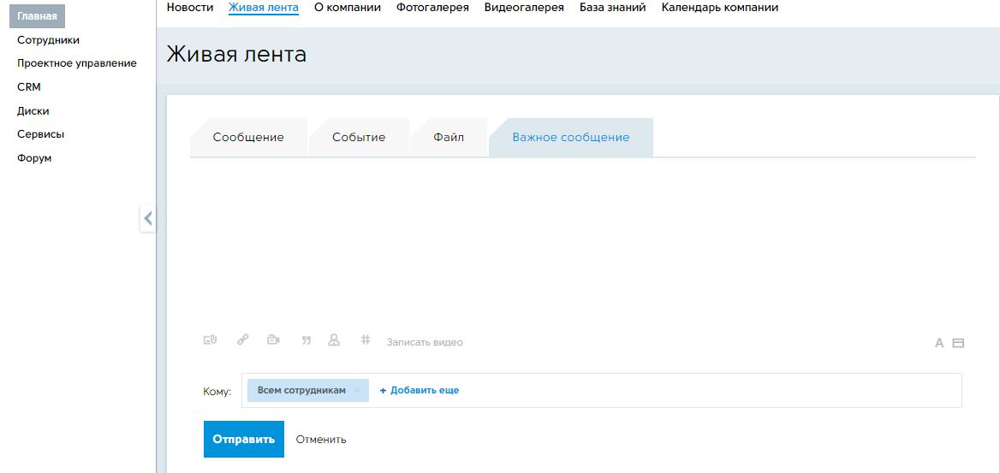 Главная
Сотрудники
Проектное управление
CRM
Диски
Сервисы
Форум
Новости Живая лента О компании Фотогалерея Видеогалерея База знаний Календарь компании
Живая лента
Сообщение Событие Файл Важное сообщение
Записать видео A
Кому: Всем сотрудникам × + Добавить еще
Отправить Отменить